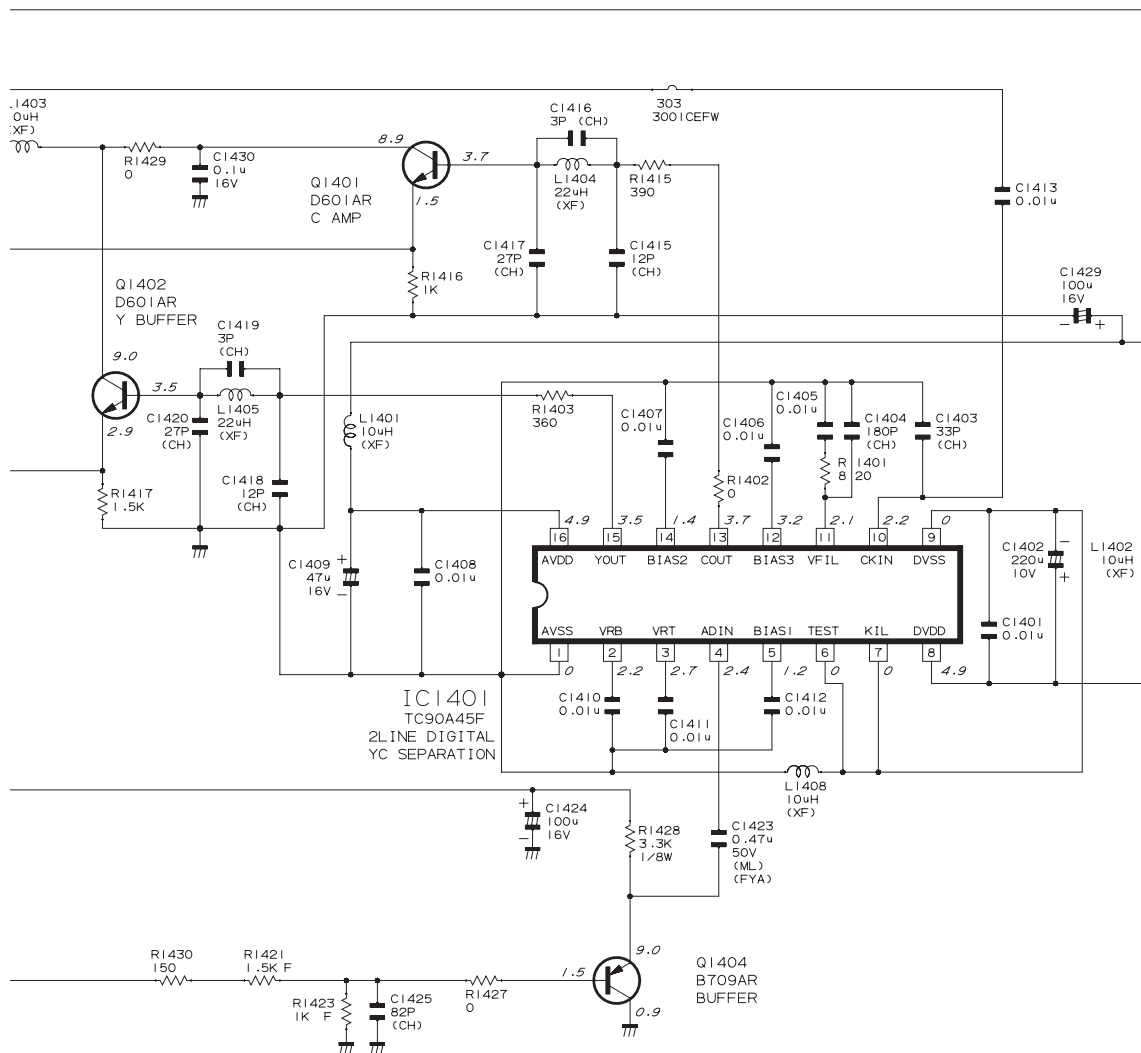 L1403
0uH
(XF)
R1429
0
C1430
0.1u
16V
Q1401
D601AR
C AMP
8.9
3.7
1.5
C1416
3P (CH)
L1404
22uH
(XF)
R1415
390
303
3001CEFW
C1413
0.01u
C1417
27P
(CH)
C1415
12P
(CH)
R1416
1K
C1429
100u
16V
- +
Q1402
D601AR
Y BUFFER
9.0
3.5
2.9
C1419
3P
(CH)
C1420
27P
(CH)
L1405
22uH
(XF)
L1401
10uH
(XF)
R1403
360
C1407
0.01u
C1406
0.01u
C1405
0.01u
C1404
180P
(CH)
C1403
33P
(CH)
R1401
820
R1402
0
R1417
1.5K
C1418
12P
(CH)
4.9 3.5 1.4 3.7 3.2 2.1 2.2 0
16 15 14 13 12 11 10 9
AVDD YOUT BIAS2 COUT BIAS3 VFIL CKIN DVSS
C1409
47u
16V
+
-
C1408
0.01u
C1402
220u
10V
-
+
L1402
10uH
(XF)
C1401
0.01u
AVSS VRB VRT ADIN BIAS1 TEST KIL DVDD
1 2 3 4 5 6 7 8
0 2.2 2.7 2.4 1.2 0 0 4.9
IC1401
TC90A45F
2LINE DIGITAL
YC SEPARATION
C1410
0.01u
C1411
0.01u
C1412
0.01u
L1408
10uH
(XF)
+
-
C1424
100u
16V
R1428
3.3K
1/8W
C1423
0.47u
50V
(ML)
(FYA)
R1430
150
R1421
1.5K F
R1423
1K F
C1425
82P
(CH)
R1427
0
1.5
9.0
0.9
Q1404
B709AR
BUFFER